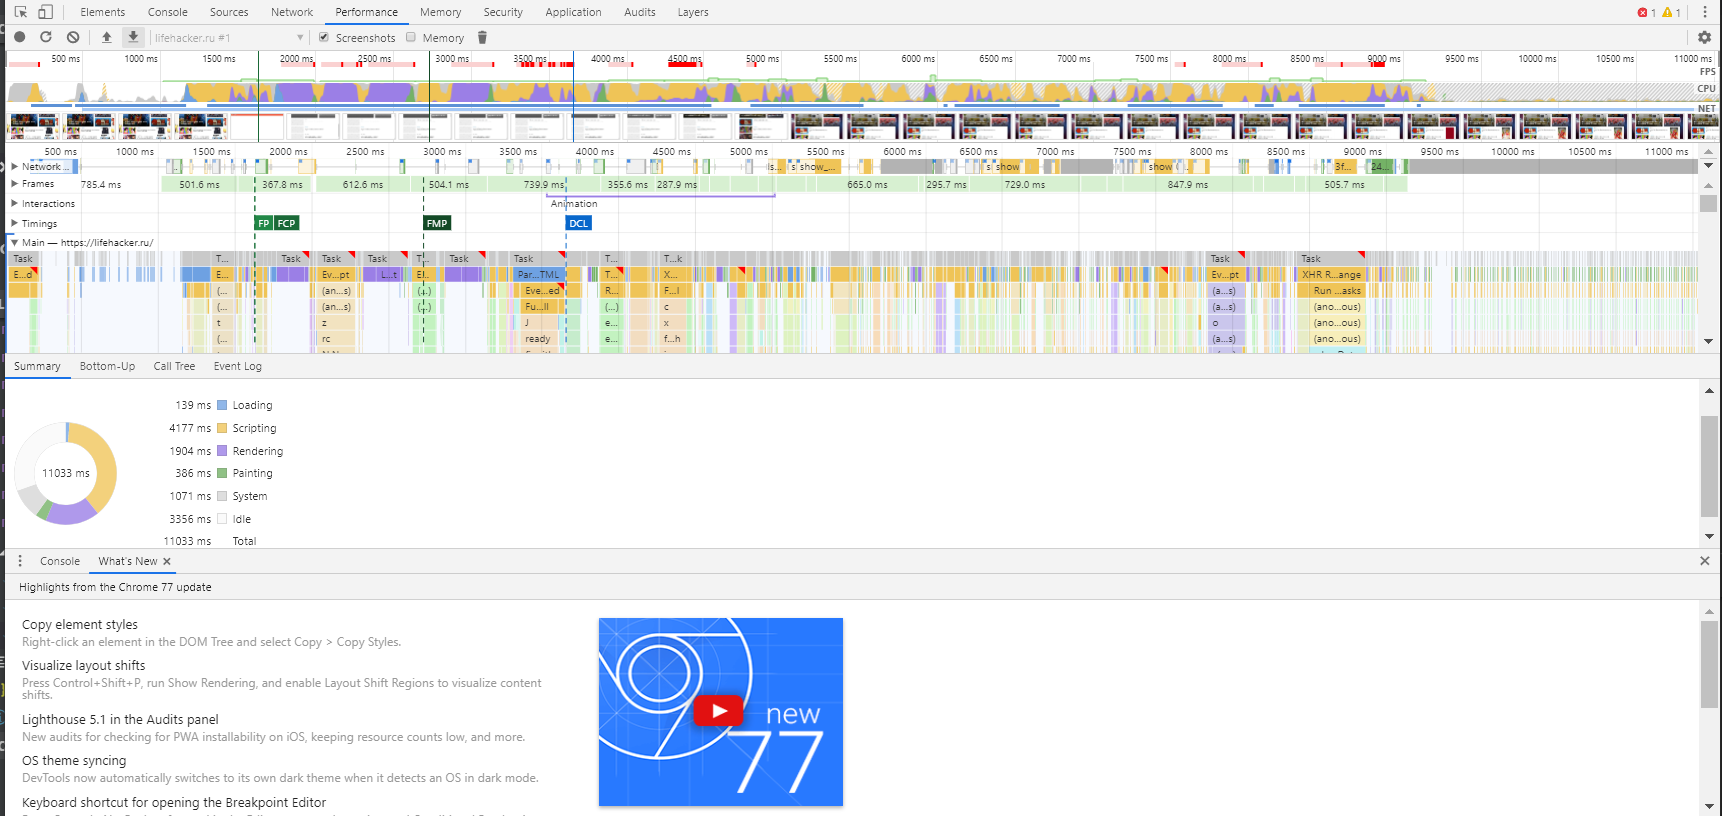 Elements Console Sources Network Performance Memory Security Application Audits Layers 1 1
lifehacker.ru #1 Screenshots Memory
500 ms 1000 ms 1500 ms 2000 ms 2500 ms 3000 ms 3500 ms 4000 ms 4500 ms 5000 ms 5500 ms 6000 ms 6500 ms 7000 ms 7500 ms 8000 ms 8500 ms 9000 ms 9500 ms 10000 ms 10500 ms 11000 ms
FPS
CPU
NET
500 ms 1000 ms 1500 ms 2000 ms 2500 ms 3000 ms 3500 ms 4000 ms 4500 ms 5000 ms 5500 ms 6000 ms 6500 ms 7000 ms 7500 ms 8000 ms 8500 ms 9000 ms 9500 ms 10000 ms 10500 ms 11000 ms
Network ... ls... s show_... s show show ( 3f... 24...
Frames 785.4 ms 501.6 ms 367.8 ms 612.6 ms 504.1 ms 739.9 ms 355.6 ms 287.9 ms 665.0 ms 295.7 ms 729.0 ms 847.9 ms 505.7 ms
Interactions Animation
Timings FP FCP FMP DCL
Main — https://lifehacker.ru/
Task T... Task Task Task T... Task Task T... T...k Task Task
E...d E... Ev...pt L...t El... Par...TML T... X... Ev...pt XHR R...ange
(... (an...s) (...) Eve...ed R... F...l (a...s) Run ...asks
(... (an...s) (...) Fu...ll (...) c (a...s) (ano...ous)
t z J e... x o (ano...ous)
(... rc ready e... f...h (a...s) (ano...ous)
Summary Bottom-Up Call Tree Event Log
139 ms Loading
4177 ms Scripting
1904 ms Rendering
11033 ms
386 ms Painting
1071 ms System
3356 ms Idle
11033 ms Total
Console What's New
Highlights from the Chrome 77 update
Copy element styles
Right-click an element in the DOM Tree and select Copy > Copy Styles.
Visualize layout shifts
Press Control+Shift+P, run Show Rendering, and enable Layout Shift Regions to visualize content
shifts.
Lighthouse 5.1 in the Audits panel
New audits for checking for PWA installability on iOS, keeping resource counts low, and more.
OS theme syncing
DevTools now automatically switches to its own dark theme when it detects an OS in dark mode.
Keyboard shortcut for opening the Breakpoint Editor
new
77